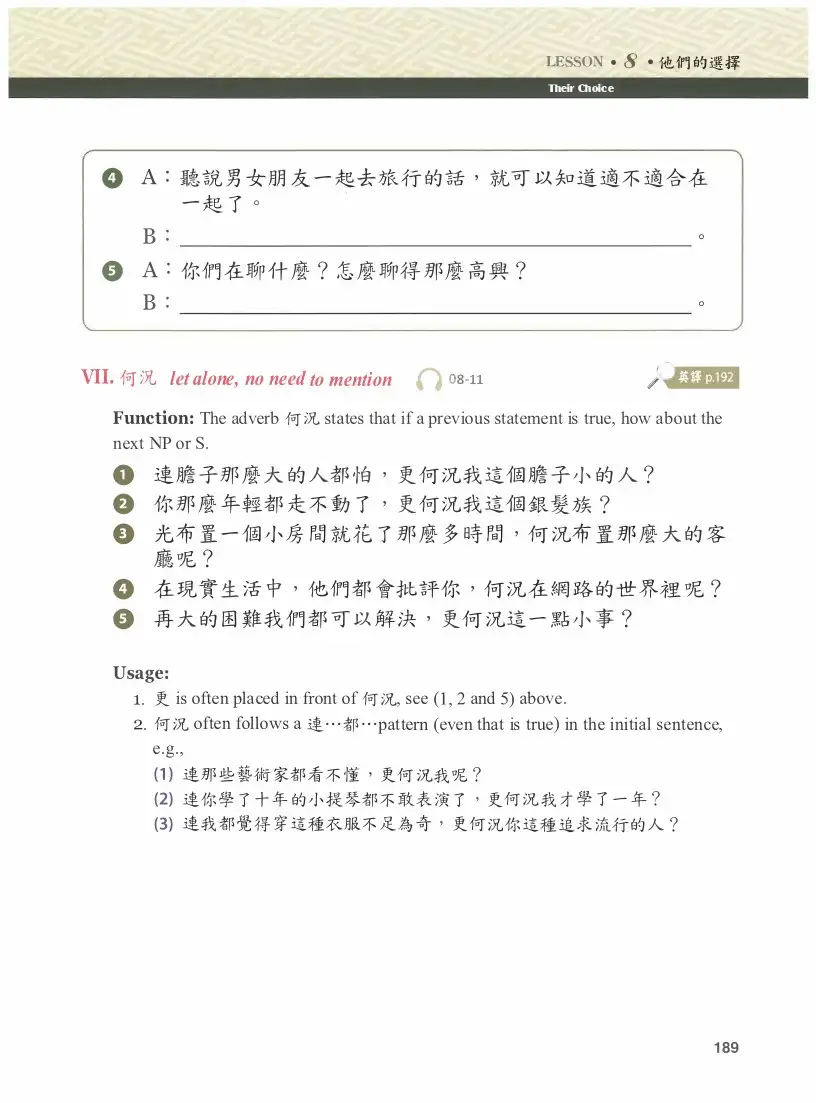 LESSON • 8 • 他們的選擇
Their Choice
4 A：聽說男女朋友一起去旅行的話，就可以知道適不適合在
一起了。
B：＿＿＿＿＿＿＿＿＿＿＿＿＿＿＿＿。
5 A：你們在聊什麼？怎麼聊得那麼高興？
B：＿＿＿＿＿＿＿＿＿＿＿＿＿＿＿＿。
VII. 何況 let alone, no need to mention 08-11 英譯 p.192
Function: The adverb 何況 states that if a previous statement is true, how about the
next NP or S.
1 連膽子那麼大的人都怕，更何況我這個膽子小的人？
2 你那麼年輕都走不動了，更何況我這個銀髮族？
3 光布置一個小房間就花了那麼多時間，何況布置那麼大的客
廳呢？
4 在現實生活中，他們都會批評你，何況在網路的世界裡呢？
5 再大的困難我們都可以解決，更何況這一點小事？
Usage:
1. 更 is often placed in front of 何況, see (1, 2 and 5) above.
2. 何況 often follows a 連…都…pattern (even that is true) in the initial sentence,
e.g.,
(1) 連那些藝術家都看不懂，更何況我呢？
(2) 連你學了十年的小提琴都不敢表演了，更何況我才學了一年？
(3) 連我都覺得穿這種衣服不足為奇，更何況你這種追求流行的人？
189